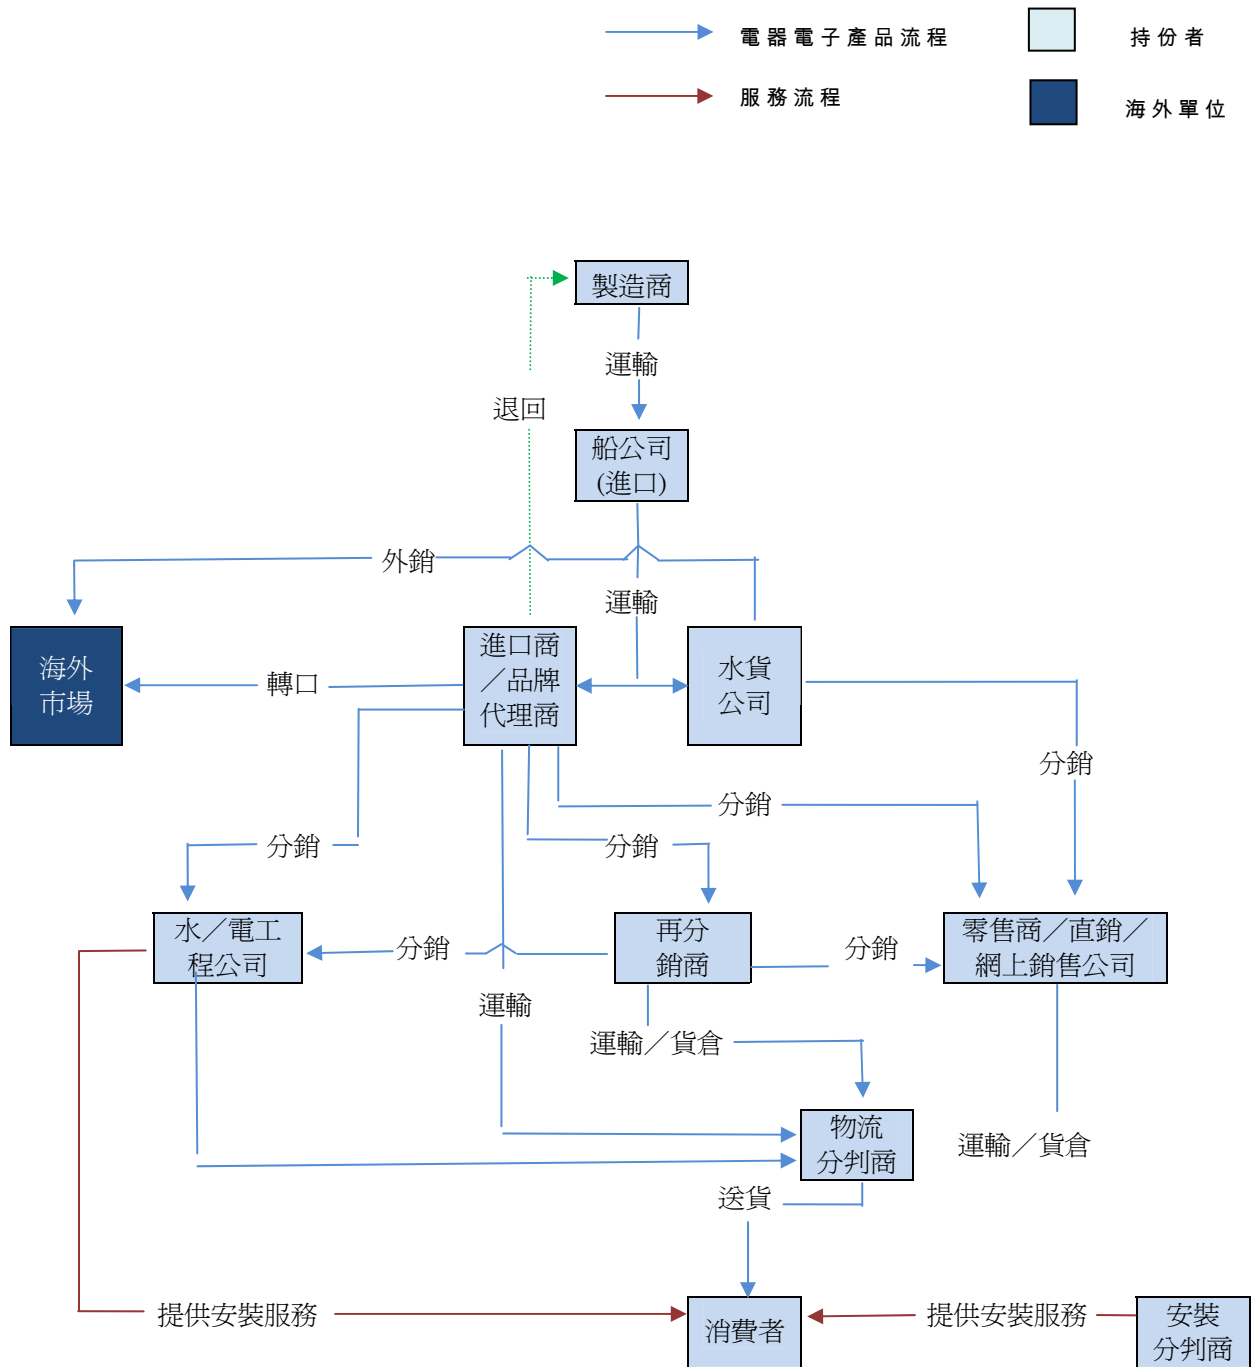 電器電子產品流程
持份者
服務流程
海外單位
製造商
運輸
退回
船公司
(進口)
外銷
運輸
海外
市場
轉口
進口商
／品牌
代理商
水貨
公司
分銷
分銷
分銷
分銷
水／電工
程公司
分銷
再分
銷商
分銷
零售商／直銷／
網上銷售公司
運輸
運輸／貨倉
物流
分判商
運輸／貨倉
送貨
提供安裝服務
消費者
提供安裝服務
安裝
分判商